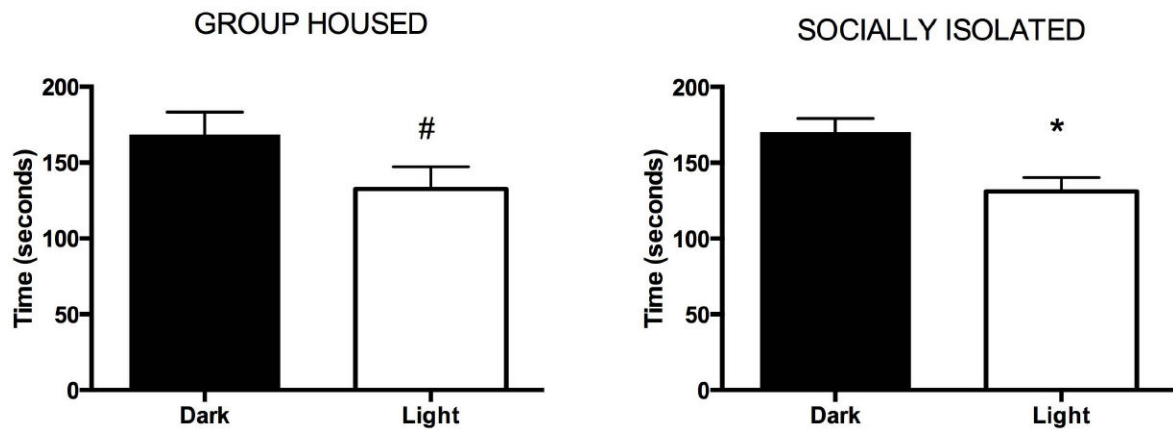 GROUP HOUSED
Time (seconds)
200
150
100
50
0
#
Dark Light
SOCIALLY ISOLATED
Time (seconds)
200
150
100
50
0
*
Dark Light